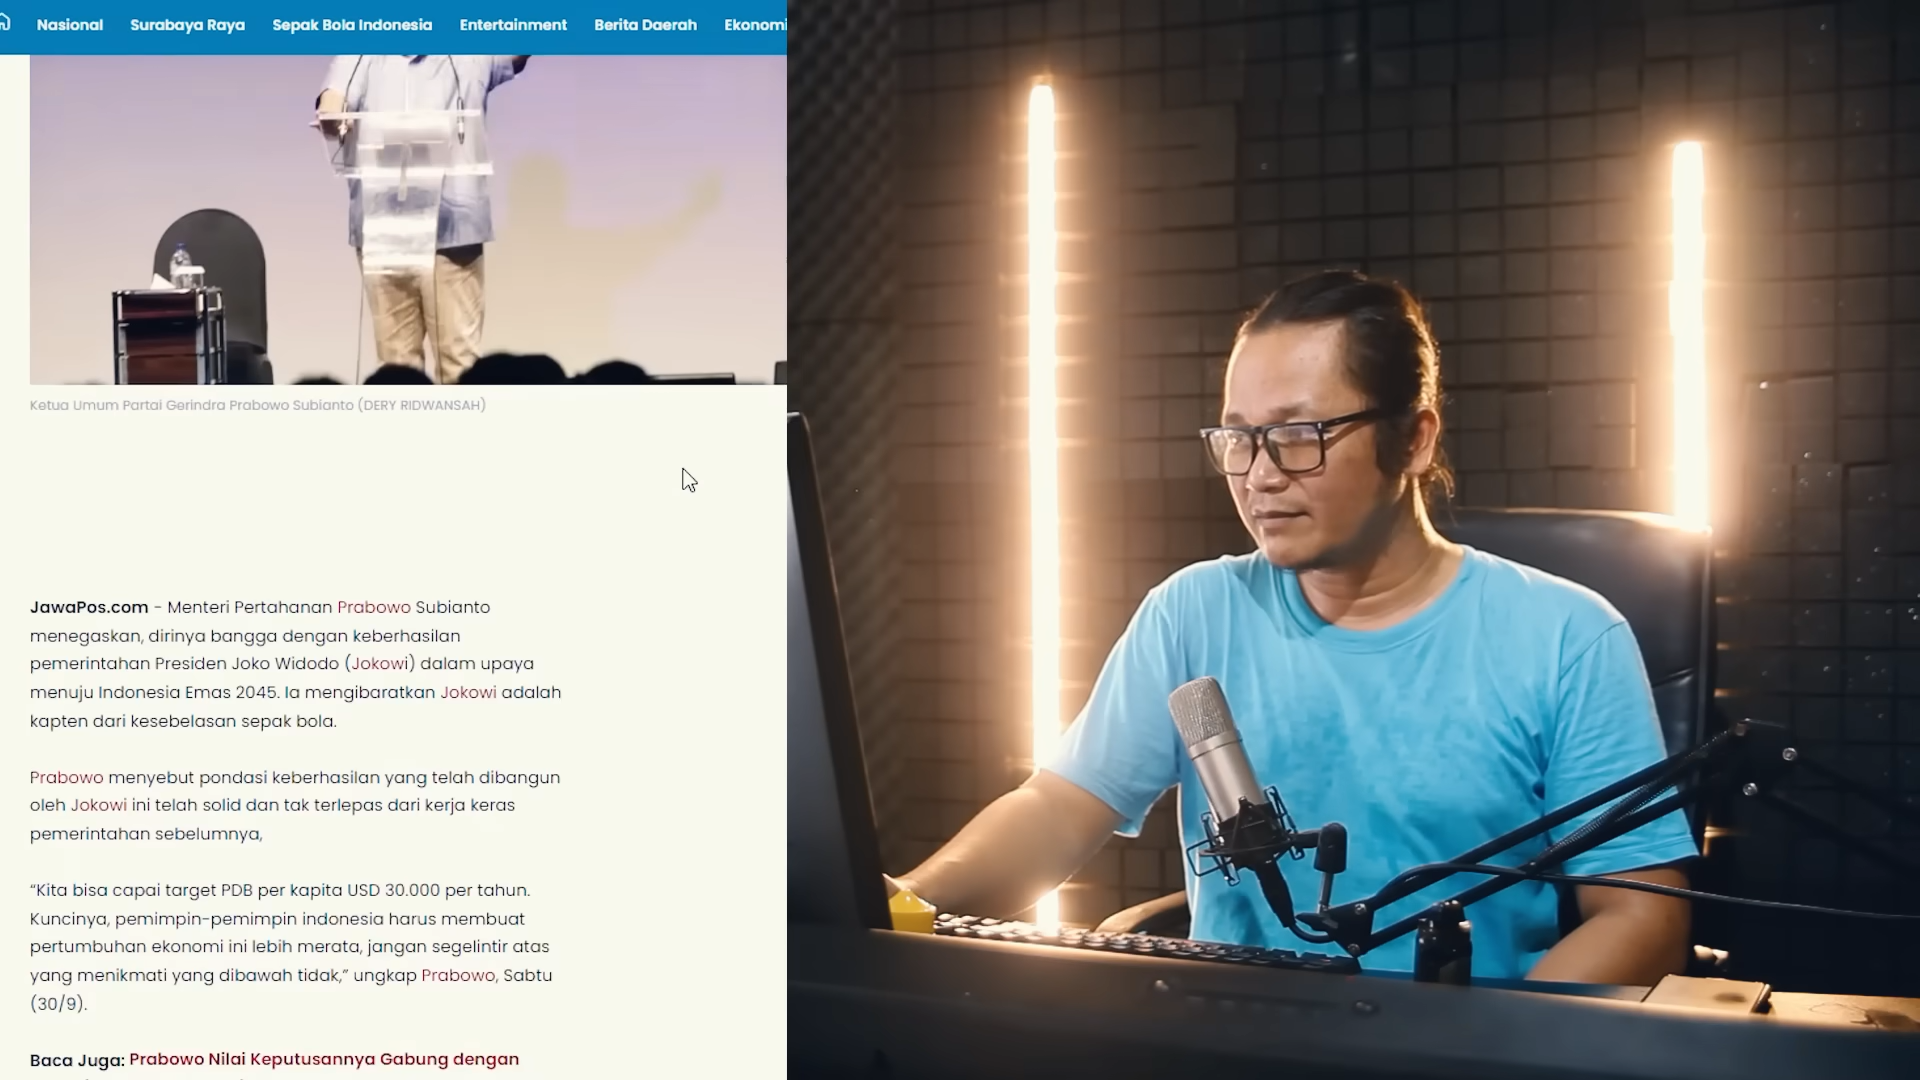 Nasional Surabaya Raya Sepak Bola Indonesia Entertainment Berita Daerah Ekonomi
Ketua Umum Partai Gerindra Prabowo Subianto (DERY RIDWANSAH)
JawaPos.com - Menteri Pertahanan Prabowo Subianto
menegaskan, dirinya bangga dengan keberhasilan
pemerintahan Presiden Joko Widodo (Jokowi) dalam upaya
menuju Indonesia Emas 2045. Ia mengibaratkan Jokowi adalah
kapten dari kesebelasan sepak bola.
Prabowo menyebut pondasi keberhasilan yang telah dibangun
oleh Jokowi ini telah solid dan tak terlepas dari kerja keras
pemerintahan sebelumnya,
“Kita bisa capai target PDB per kapita USD 30.000 per tahun.
Kuncinya, pemimpin-pemimpin indonesia harus membuat
pertumbuhan ekonomi ini lebih merata, jangan segelintir atas
yang menikmati yang dibawah tidak,” ungkap Prabowo, Sabtu
(30/9).
Baca Juga: Prabowo Nilai Keputusannya Gabung dengan